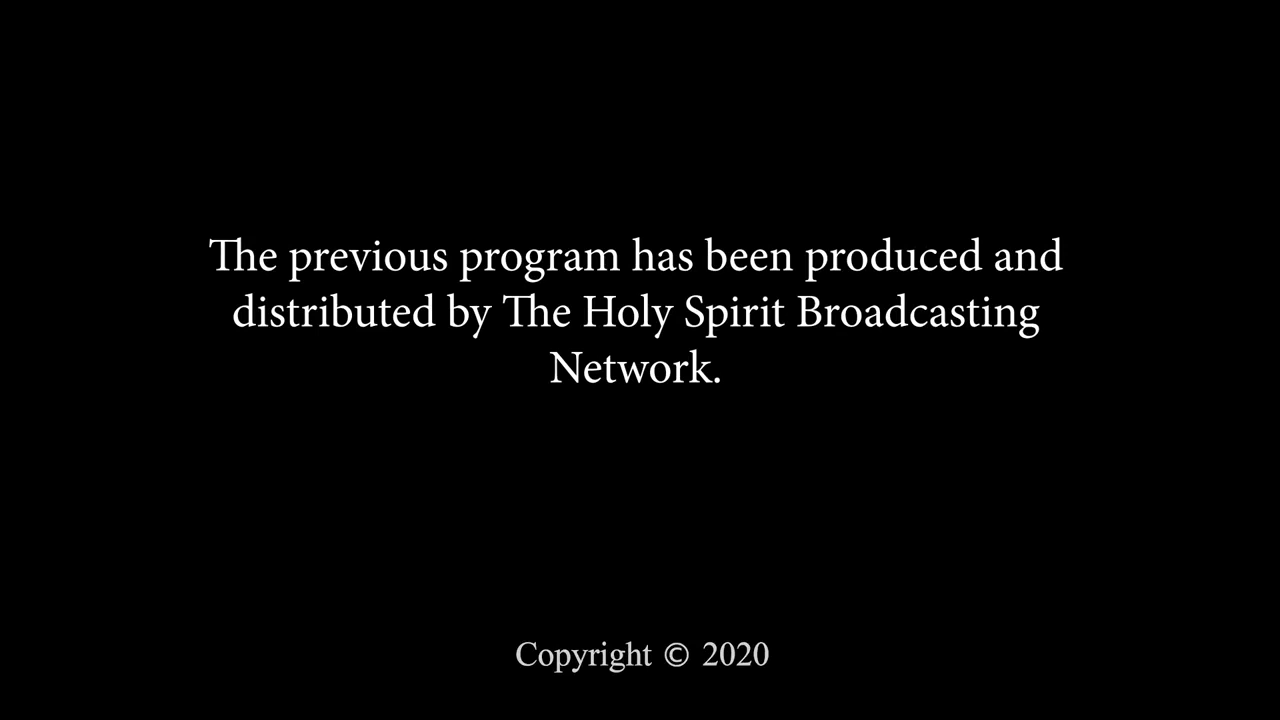 The previous program has been produced and
distributed by The Holy Spirit Broadcasting
Network.
Copyright © 2020